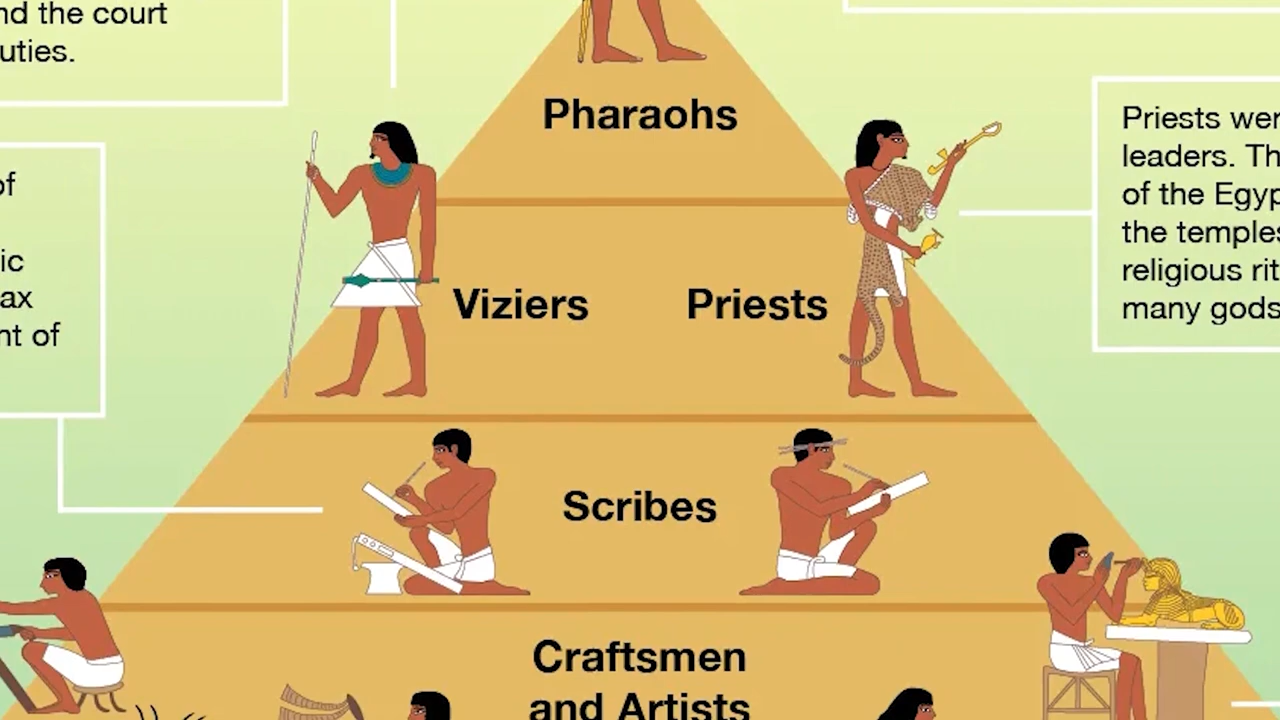 nd the court
uties.
of
ic
ax
nt of
Pharaohs
Viziers
Priests
Scribes
Craftsmen
and Artists
Priests wer
leaders. Th
of the Egyp
the temples
religious rit
many gods